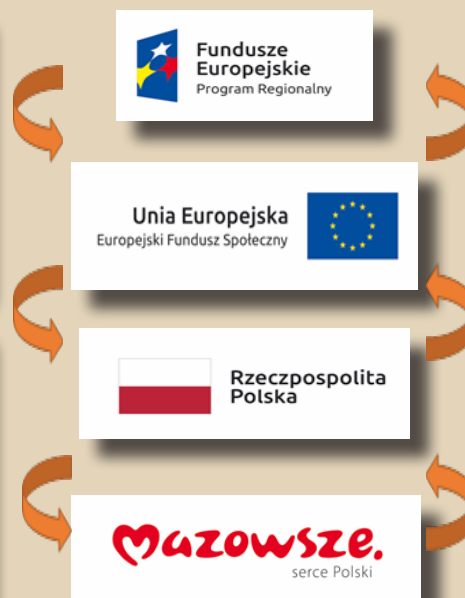 Fundusze
Europejskie
Program Regionalny
Unia Europejska
Europejski Fundusz Społeczny
Rzeczpospolita
Polska
mazowsze.
serce Polski